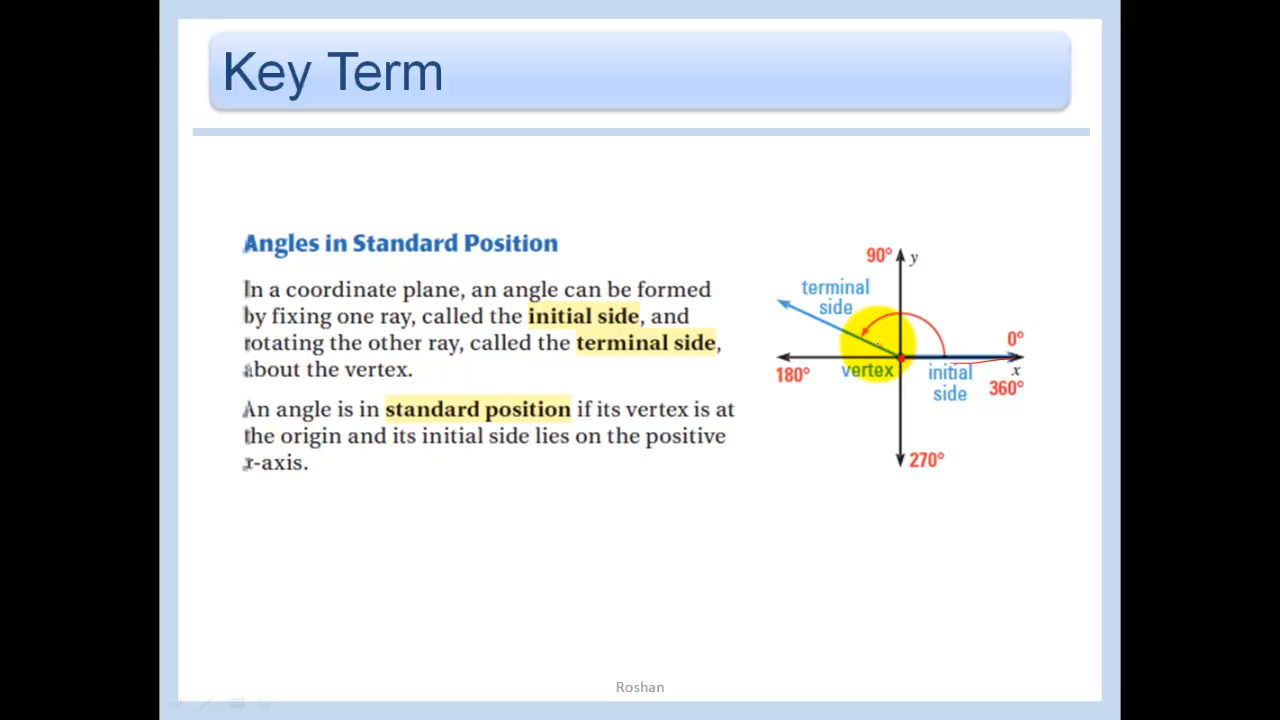 Key Term
Angles in Standard Position
In a coordinate plane, an angle can be formed
by fixing one ray, called the initial side, and
rotating the other ray, called the terminal side,
about the vertex.
An angle is in standard position if its vertex is at
the origin and its initial side lies on the positive
x-axis.
90° y
terminal
side
0°
180°
vertex
initial
side
x
360°
270°
Roshan